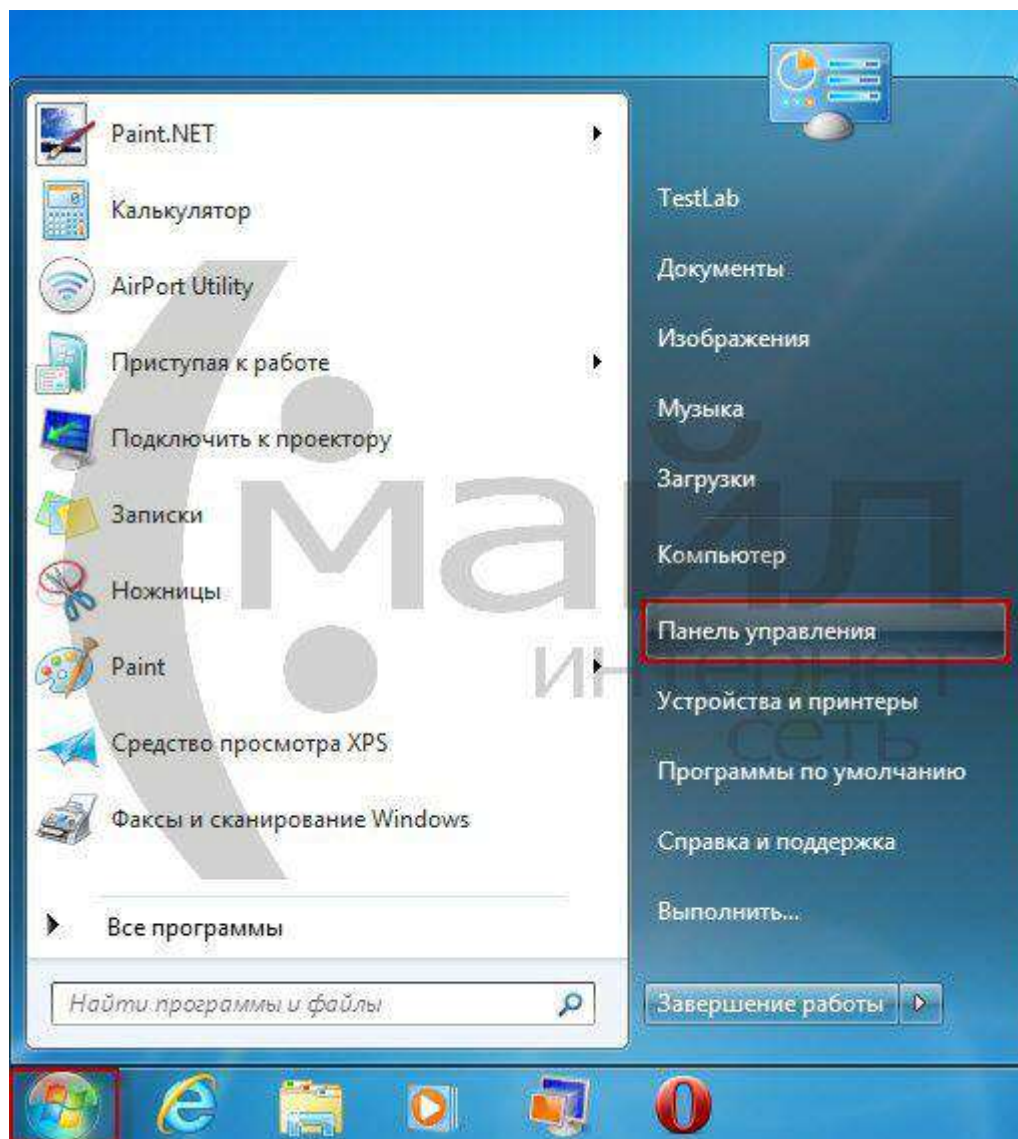 Paint.NET
Калькулятор
AirPort Utility
Приступая к работе
Подключить к проектору
Записки
Ножницы
Paint
Средство просмотра XPS
Факсы и сканирование Windows
Все программы
Найти программы и файлы
TestLab
Документы
Изображения
Музыка
Загрузки
Компьютер
Панель управления
Устройства и принтеры
Программы по умолчанию
Справка и поддержка
Выполнить...
Завершение работы
майл
интернет
сеть